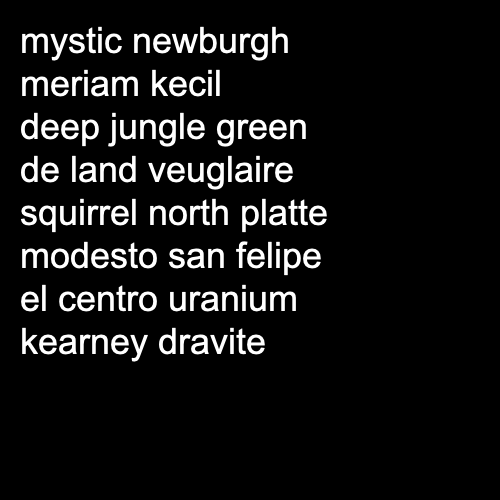 mystic newburgh
meriam kecil
deep jungle green
de land veuglaire
squirrel north platte
modesto san felipe
el centro uranium
kearney dravite